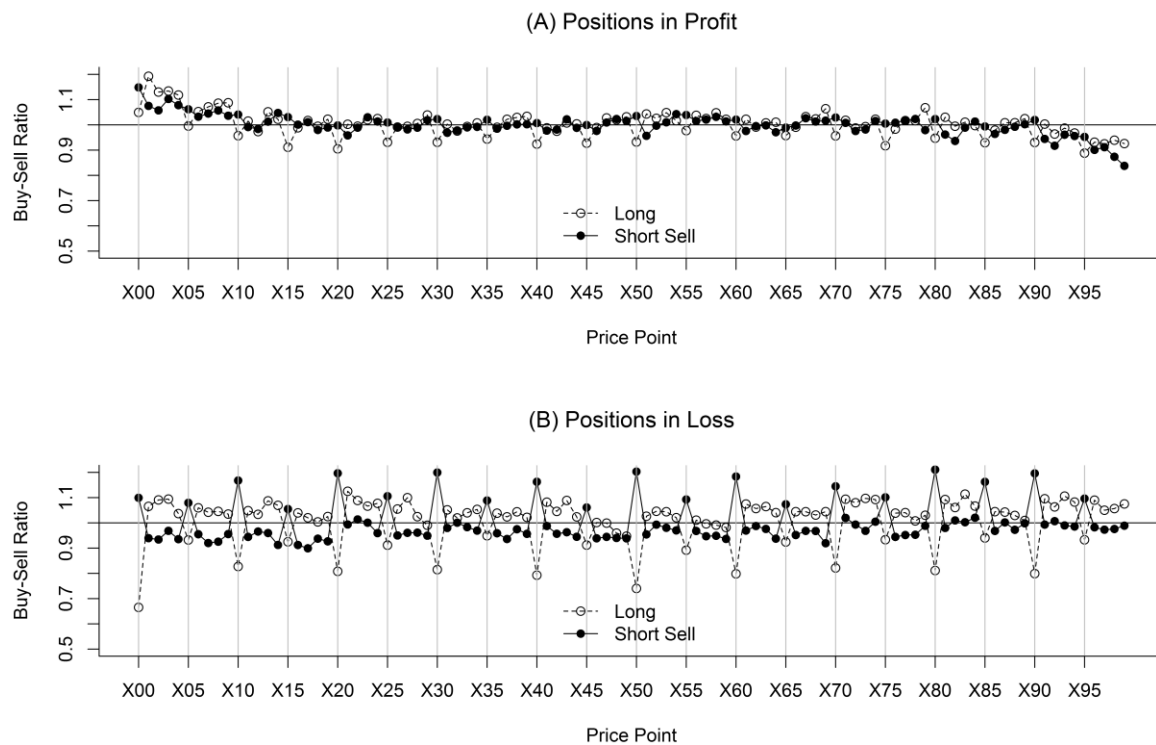 (A) Positions in Profit
Buy-Sell Ratio
0.5 0.7 0.9 1.1
Long
Short Sell
X00 X05 X10 X15 X20 X25 X30 X35 X40 X45 X50 X55 X60 X65 X70 X75 X80 X85 X90 X95
Price Point
(B) Positions in Loss
Buy-Sell Ratio
0.5 0.7 0.9 1.1
Long
Short Sell
X00 X05 X10 X15 X20 X25 X30 X35 X40 X45 X50 X55 X60 X65 X70 X75 X80 X85 X90 X95
Price Point